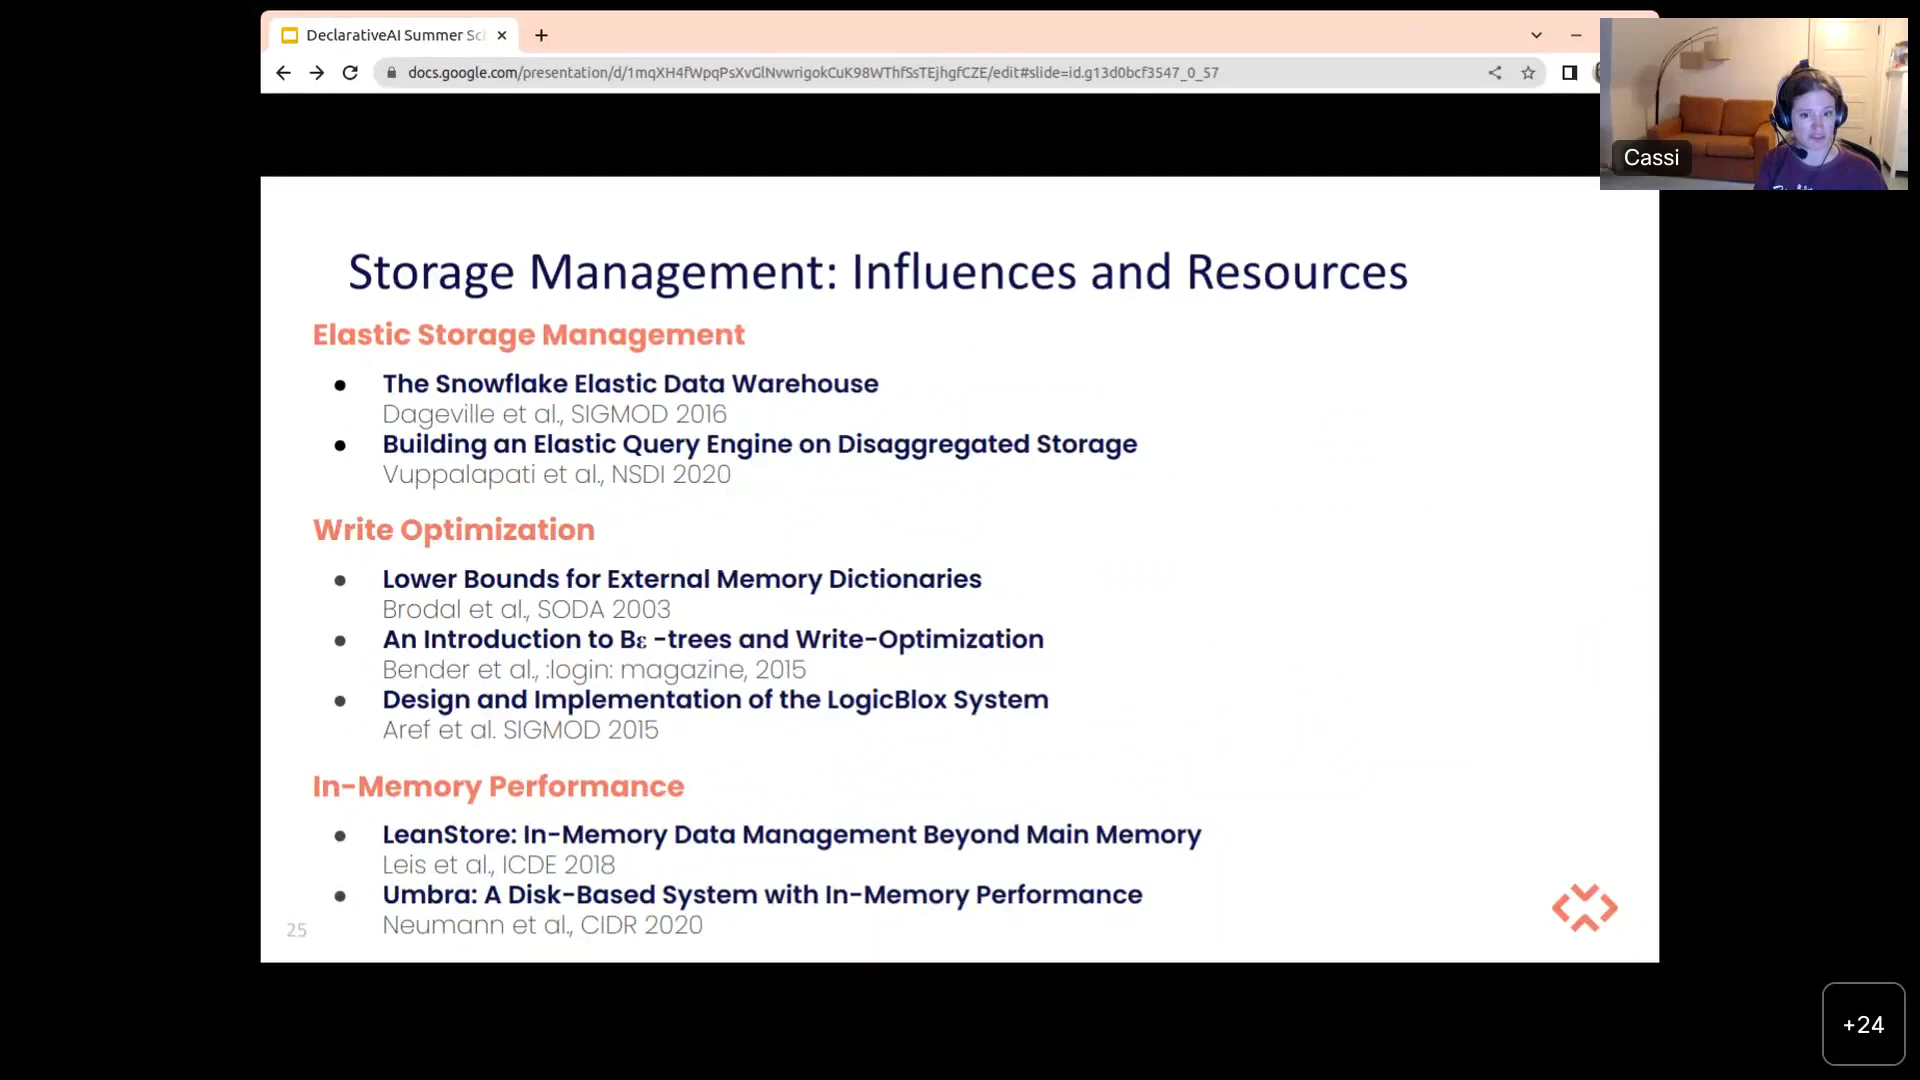 DeclarativeAI Summer Sc
docs.google.com/presentation/d/1mqXH4fWpqPsXvGlNvwrigokCuK98WThfSsTEjhgfCZE/edit#slide=id.g13d0bcf3547_0_57
Cassi
Storage Management: Influences and Resources
Elastic Storage Management
● The Snowflake Elastic Data Warehouse
Dageville et al., SIGMOD 2016
● Building an Elastic Query Engine on Disaggregated Storage
Vuppalapati et al., NSDI 2020
Write Optimization
● Lower Bounds for External Memory Dictionaries
Brodal et al., SODA 2003
● An Introduction to Bε -trees and Write-Optimization
Bender et al., ;login: magazine, 2015
● Design and Implementation of the LogicBlox System
Aref et al. SIGMOD 2015
In-Memory Performance
● LeanStore: In-Memory Data Management Beyond Main Memory
Leis et al., ICDE 2018
● Umbra: A Disk-Based System with In-Memory Performance
Neumann et al., CIDR 2020
25
+24